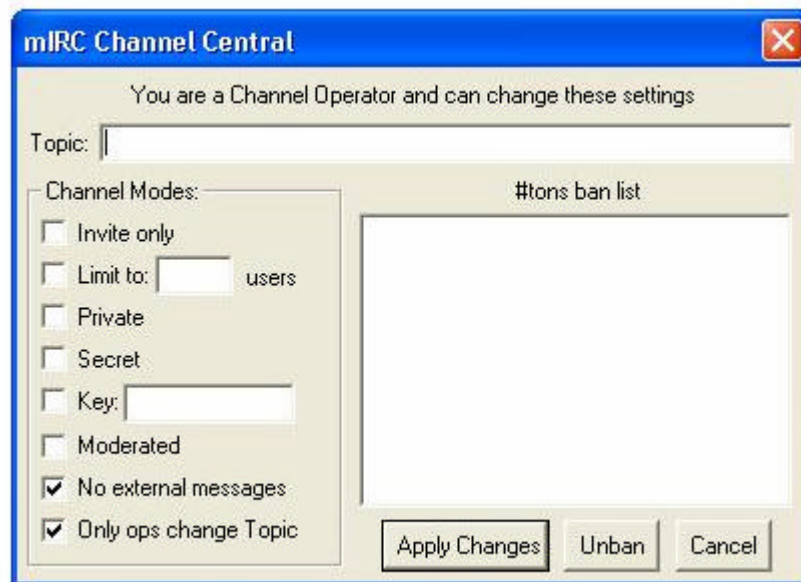 mIRC Channel Central
You are a Channel Operator and can change these settings
Topic:
Channel Modes:
Invite only
Limit to: users
Private
Secret
Key:
Moderated
No external messages
Only ops change Topic
#tons ban list
Apply Changes Unban Cancel